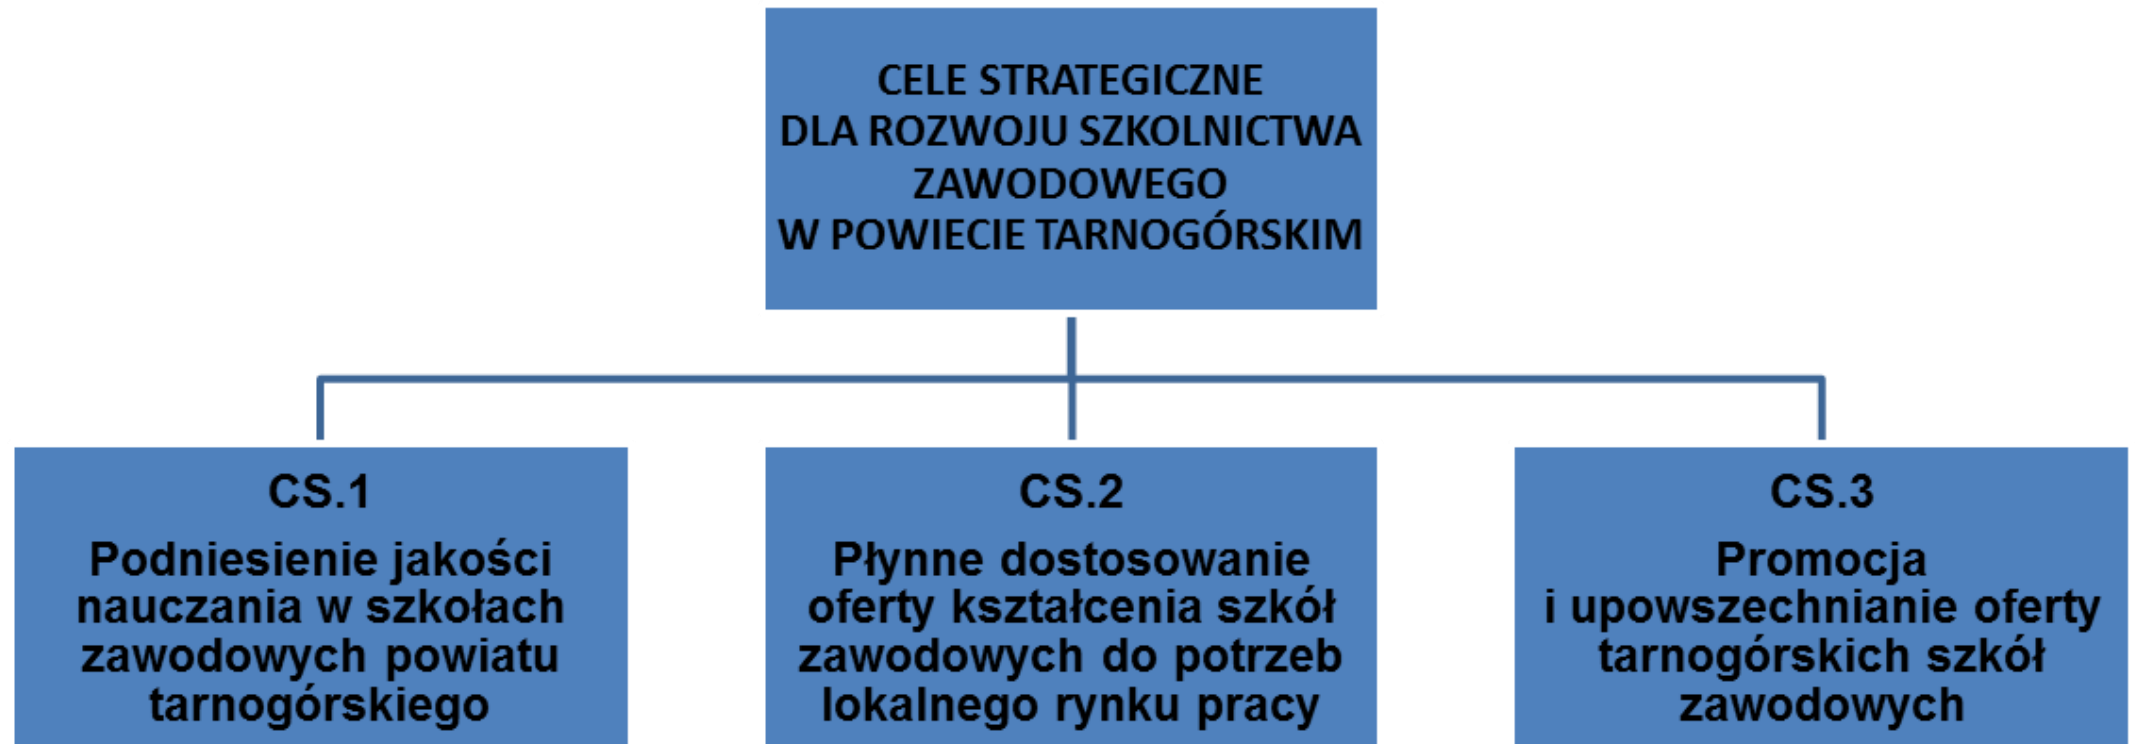 CELE STRATEGICZNE
DLA ROZWOJU SZKOLNICTWA
ZAWODOWEGO
W POWIECIE TARNOGÓRSKIM
CS.1
Podniesienie jakości
nauczania w szkołach
zawodowych powiatu
tarnogórskiego
CS.2
Płynne dostosowanie
oferty kształcenia szkół
zawodowych do potrzeb
lokalnego rynku pracy
CS.3
Promocja
i upowszechnianie oferty
tarnogórskich szkół
zawodowych